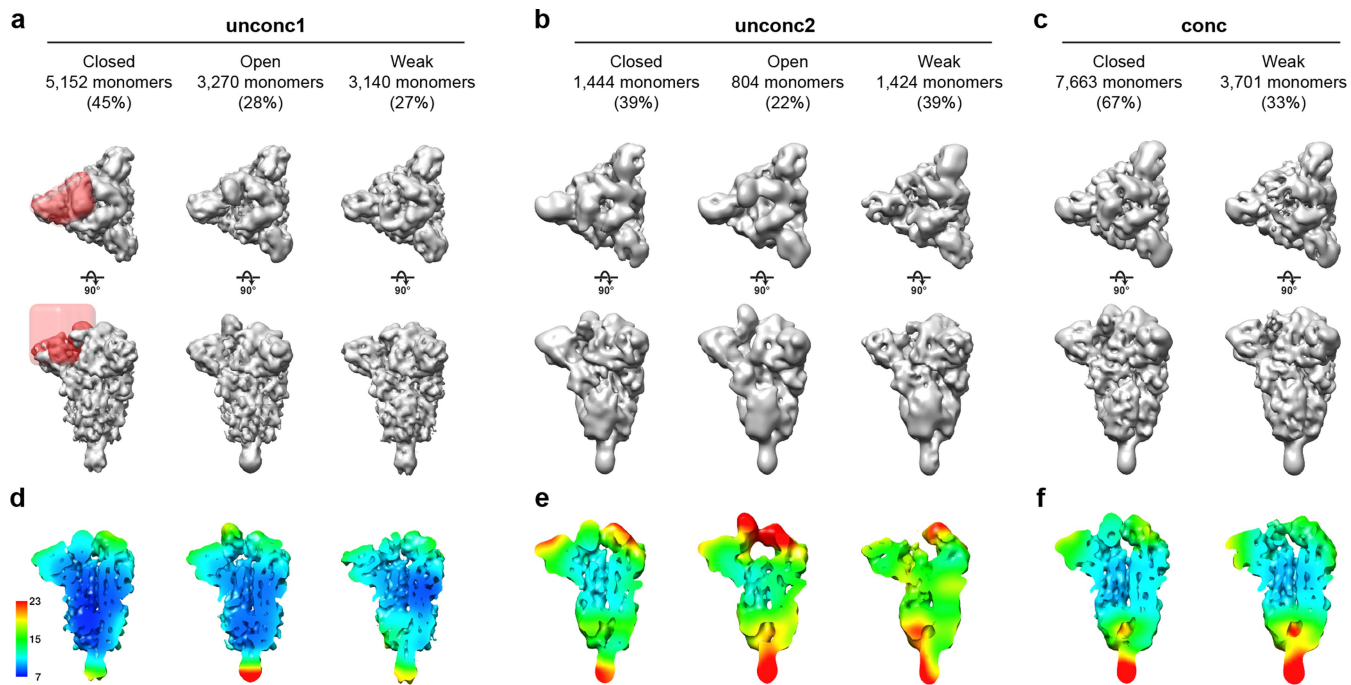 a
unconc1
Closed
5,152 monomers
(45%)
Open
3,270 monomers
(28%)
Weak
3,140 monomers
(27%)
90°
90°
90°
b
unconc2
Closed
1,444 monomers
(39%)
Open
804 monomers
(22%)
Weak
1,424 monomers
(39%)
90°
90°
90°
c
conc
Closed
7,663 monomers
(67%)
Weak
3,701 monomers
(33%)
90°
90°
d
23
15
7
e
f